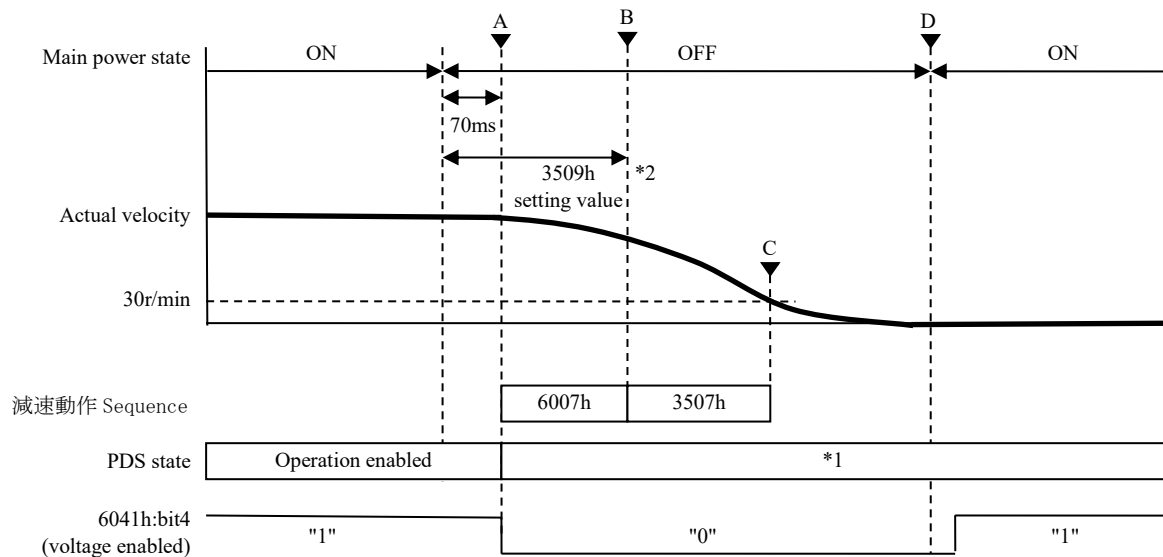 A
B
D
Main power state
ON
OFF
ON
70ms
3509h
*2
setting value
Actual velocity
C
30r/min
減速動作 Sequence
6007h
3507h
PDS state
Operation enabled
*1
6041h:bit4
(voltage enabled)
"1"
"0"
"1"